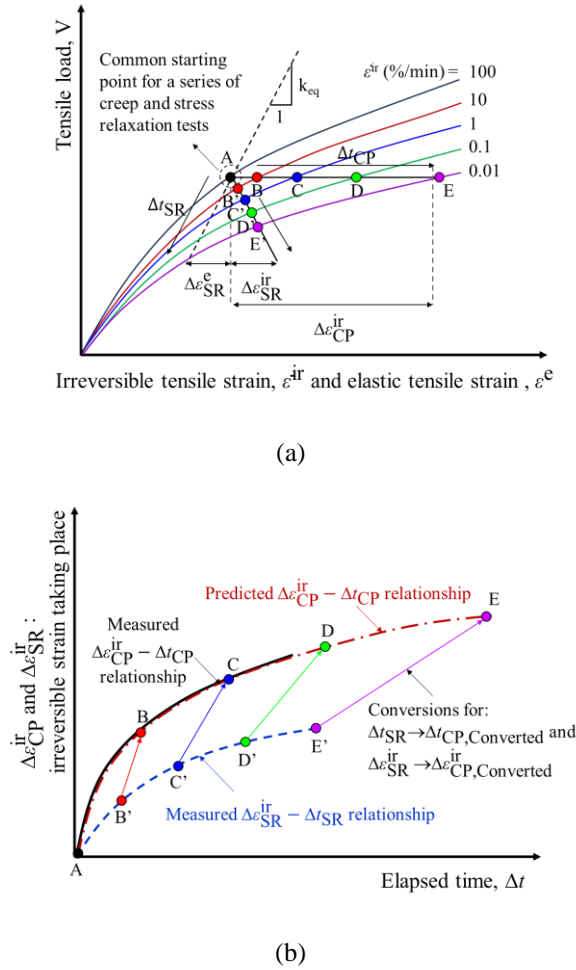 Tensile load, V
Common starting
point for a series of
creep and stress
relaxation tests
k_eq
1
ε̇^ir (%/min) = 100
10
1
0.1
0.01
A
B
C
D
E
B'
C'
D'
E'
Δt_CP
Δt_SR
Δε^e_SR
Δε^ir_SR
Δε^ir_CP
Irreversible tensile strain, ε^ir and elastic tensile strain , ε^e
(a)
Δε^ir_CP and Δε^ir_SR :
irreversible strain taking place
Predicted Δε^ir_CP − Δt_CP relationship
E
Measured
Δε^ir_CP − Δt_CP
relationship
D
C
B
E'
D'
C'
B'
A
Conversions for:
Δt_SR→Δt_CP,Converted and
Δε^ir_SR→Δε^ir_CP,Converted
Measured Δε^ir_SR − Δt_SR relationship
Elapsed time, Δt
(b)